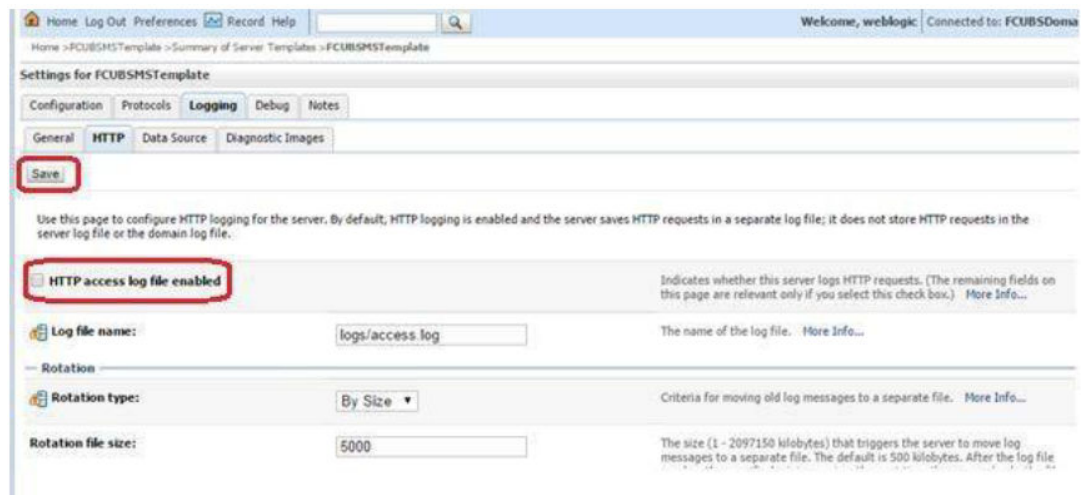 Home Log Out Preferences Record Help
Welcome, weblogic Connected to: FCUBSDoma
Home >FCUBSMSTemplate >Summary of Server Templates >FCUBSMSTemplate
Settings for FCUBSMSTemplate
Configuration Protocols Logging Debug Notes
General HTTP Data Source Diagnostic Images
Save
Use this page to configure HTTP logging for the server. By default, HTTP logging is enabled and the server saves HTTP requests in a separate log file; it does not store HTTP requests in the
server log file or the domain log file.
HTTP access log file enabled
Indicates whether this server logs HTTP requests. (The remaining fields on
this page are relevant only if you select this check box.) More Info...
Log file name:
logs/access.log
The name of the log file. More Info...
Rotation
Rotation type:
By Size
Criteria for moving old log messages to a separate file. More Info...
Rotation file size:
5000
The size (1 - 2097150 kilobytes) that triggers the server to move log
messages to a separate file. The default is 500 kilobytes. After the log file